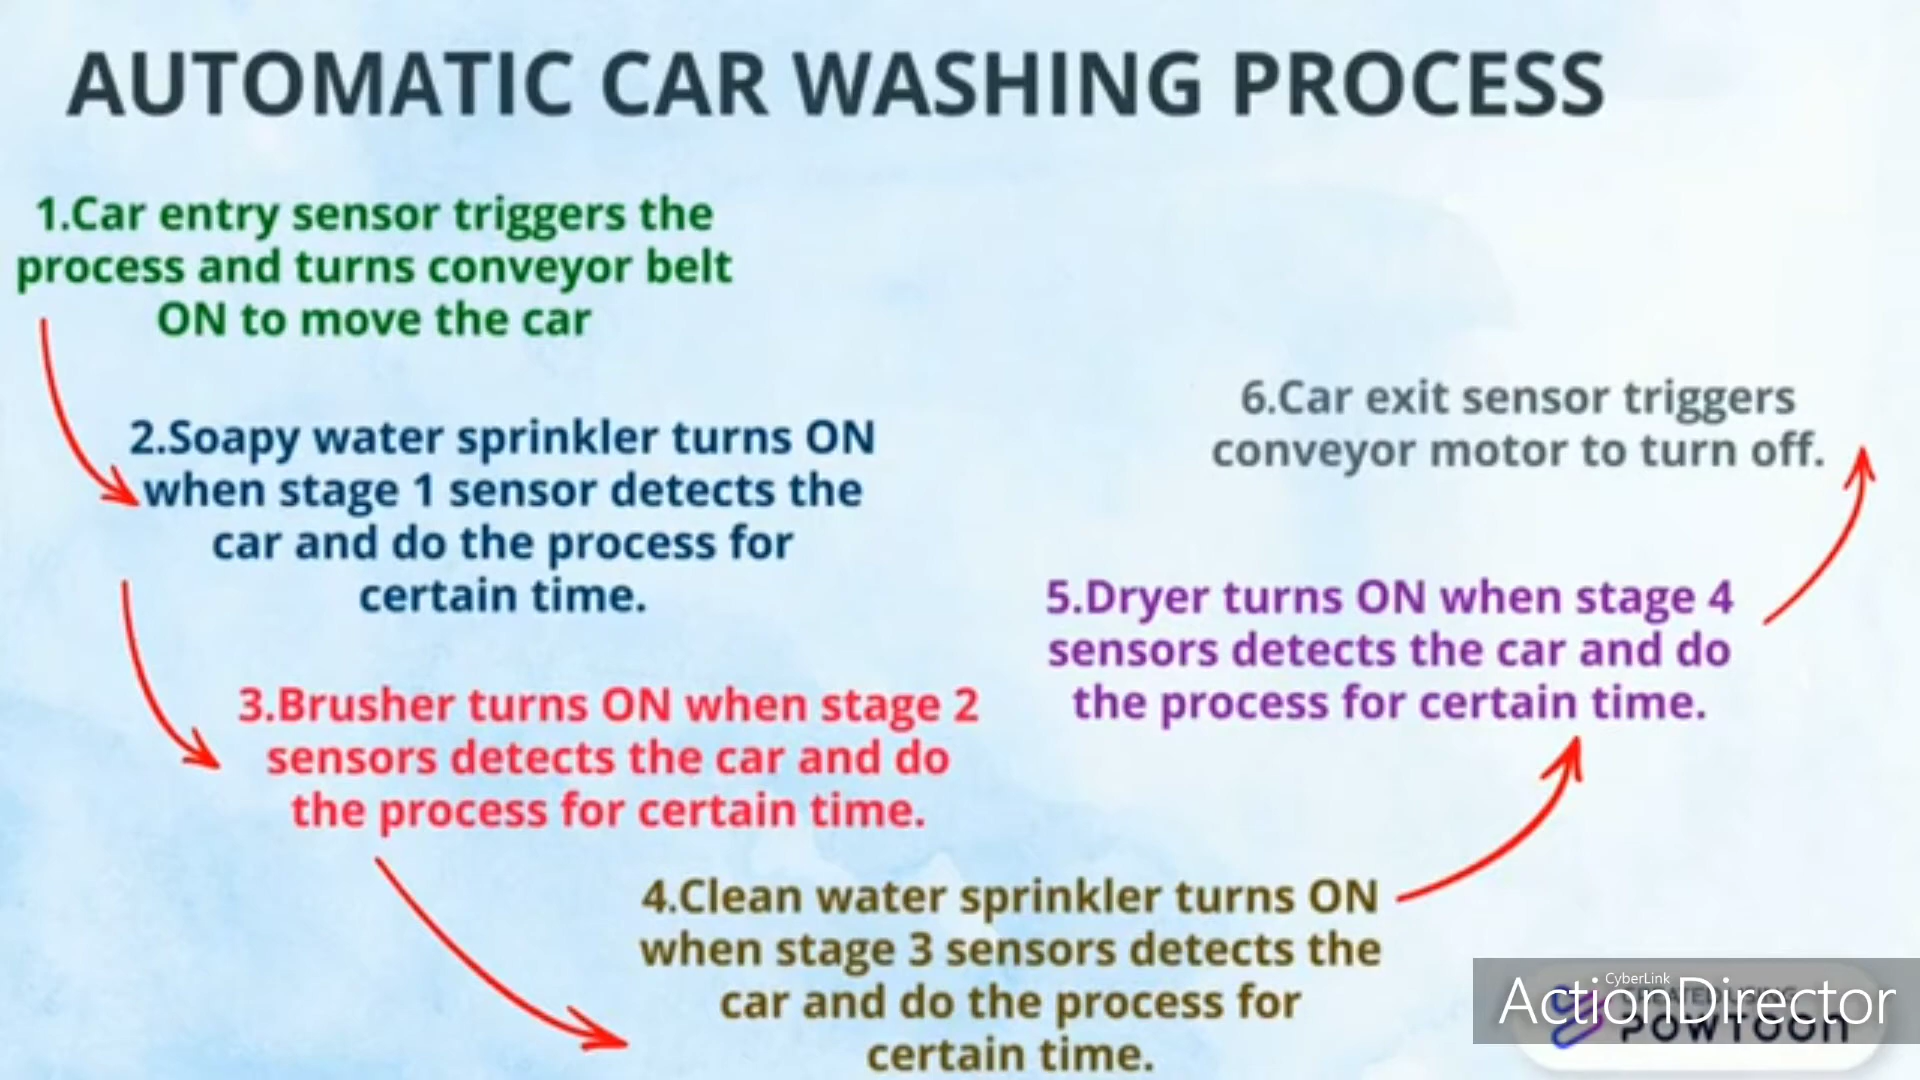 AUTOMATIC CAR WASHING PROCESS
1.Car entry sensor triggers the
process and turns conveyor belt
ON to move the car
2.Soapy water sprinkler turns ON
when stage 1 sensor detects the
car and do the process for
certain time.
3.Brusher turns ON when stage 2
sensors detects the car and do
the process for certain time.
4.Clean water sprinkler turns ON
when stage 3 sensors detects the
car and do the process for
certain time.
5.Dryer turns ON when stage 4
sensors detects the car and do
the process for certain time.
6.Car exit sensor triggers
conveyor motor to turn off.
CyberLink
ActionDirector
POWTOON